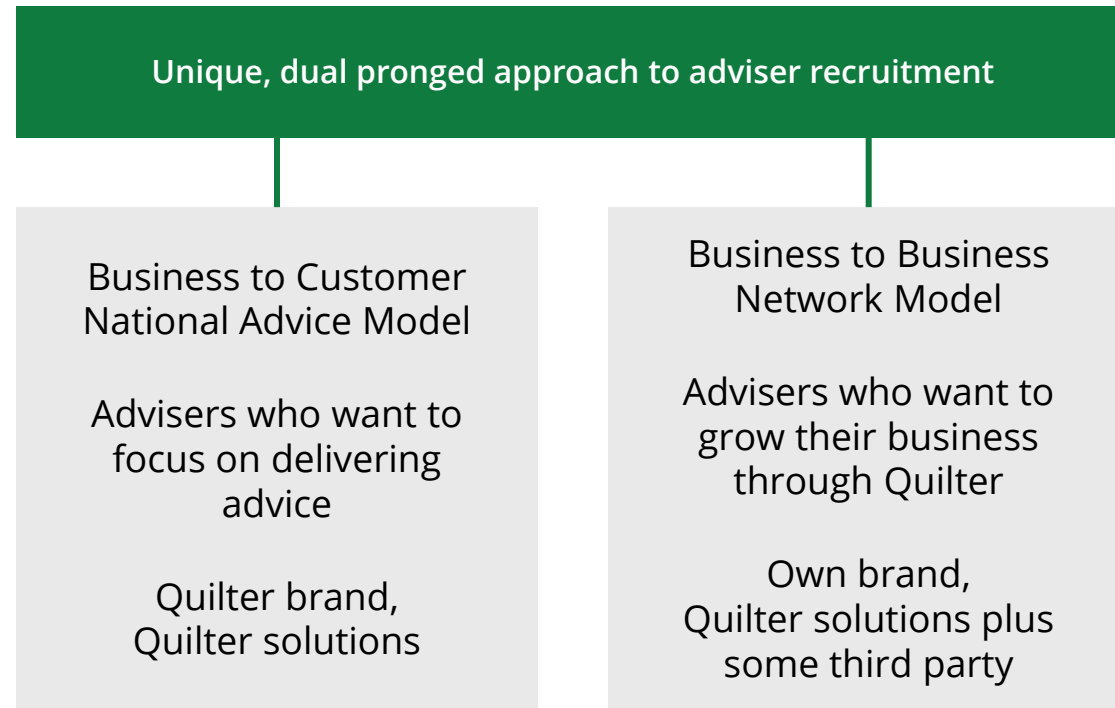 Unique, dual pronged approach to adviser recruitment
Business to Customer
National Advice Model
Advisers who want to
focus on delivering
advice
Quilter brand,
Quilter solutions
Business to Business
Network Model
Advisers who want to
grow their business
through Quilter
Own brand,
Quilter solutions plus
some third party